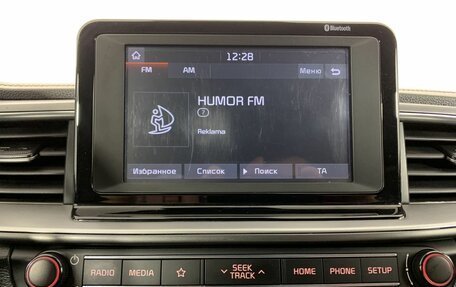 Bluetooth
12:28
FM AM Меню
HUMOR FM
7
Reklama
Избранное Список Поиск TA
RADIO MEDIA SEEK TRACK HOME PHONE SETUP